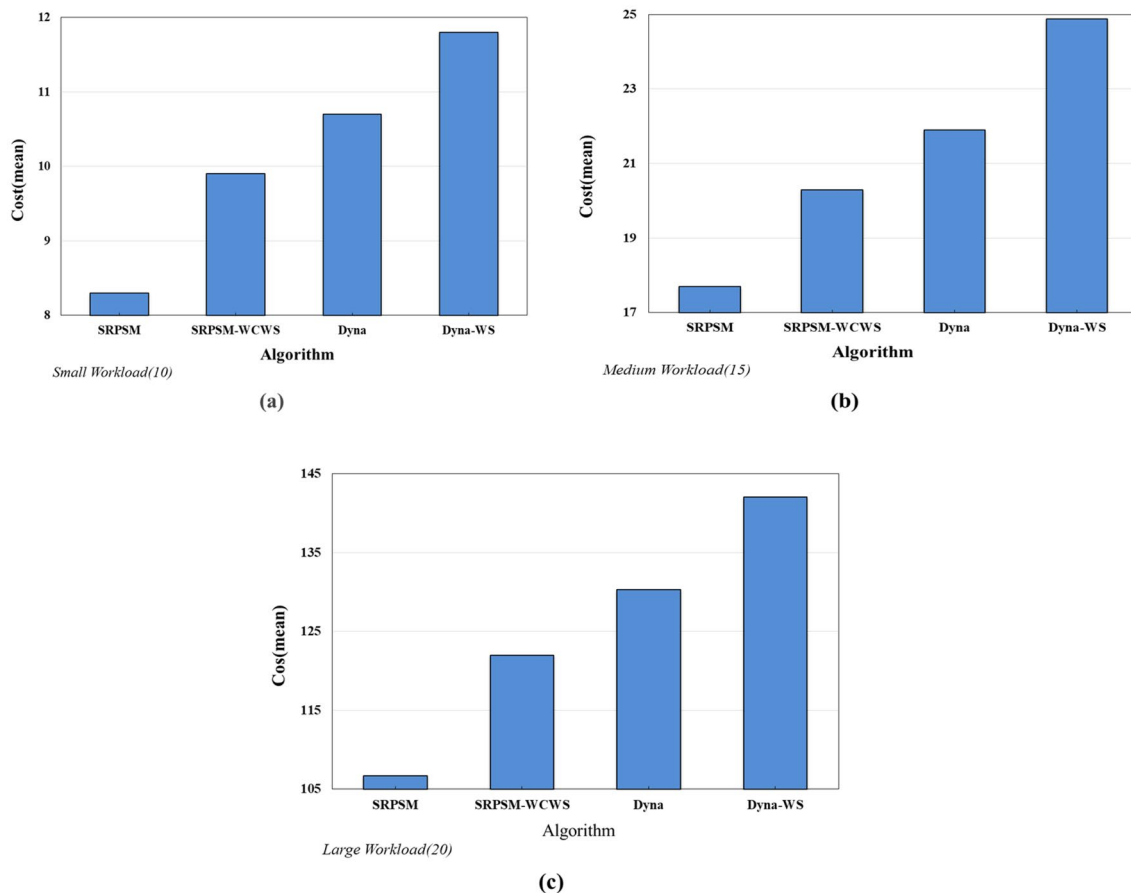 12
11
10
9
8
Cost(mean)
SRPSM SRPSM-WCWS Dyna Dyna-WS
Algorithm
Small Workload(10)
(a)
25
23
21
19
17
Cost(mean)
SRPSM SRPSM-WCWS Dyna Dyna-WS
Algorithm
Medium Workload(15)
(b)
145
135
125
115
105
Cos(mean)
SRPSM SRPSM-WCWS Dyna Dyna-WS
Algorithm
Large Workload(20)
(c)